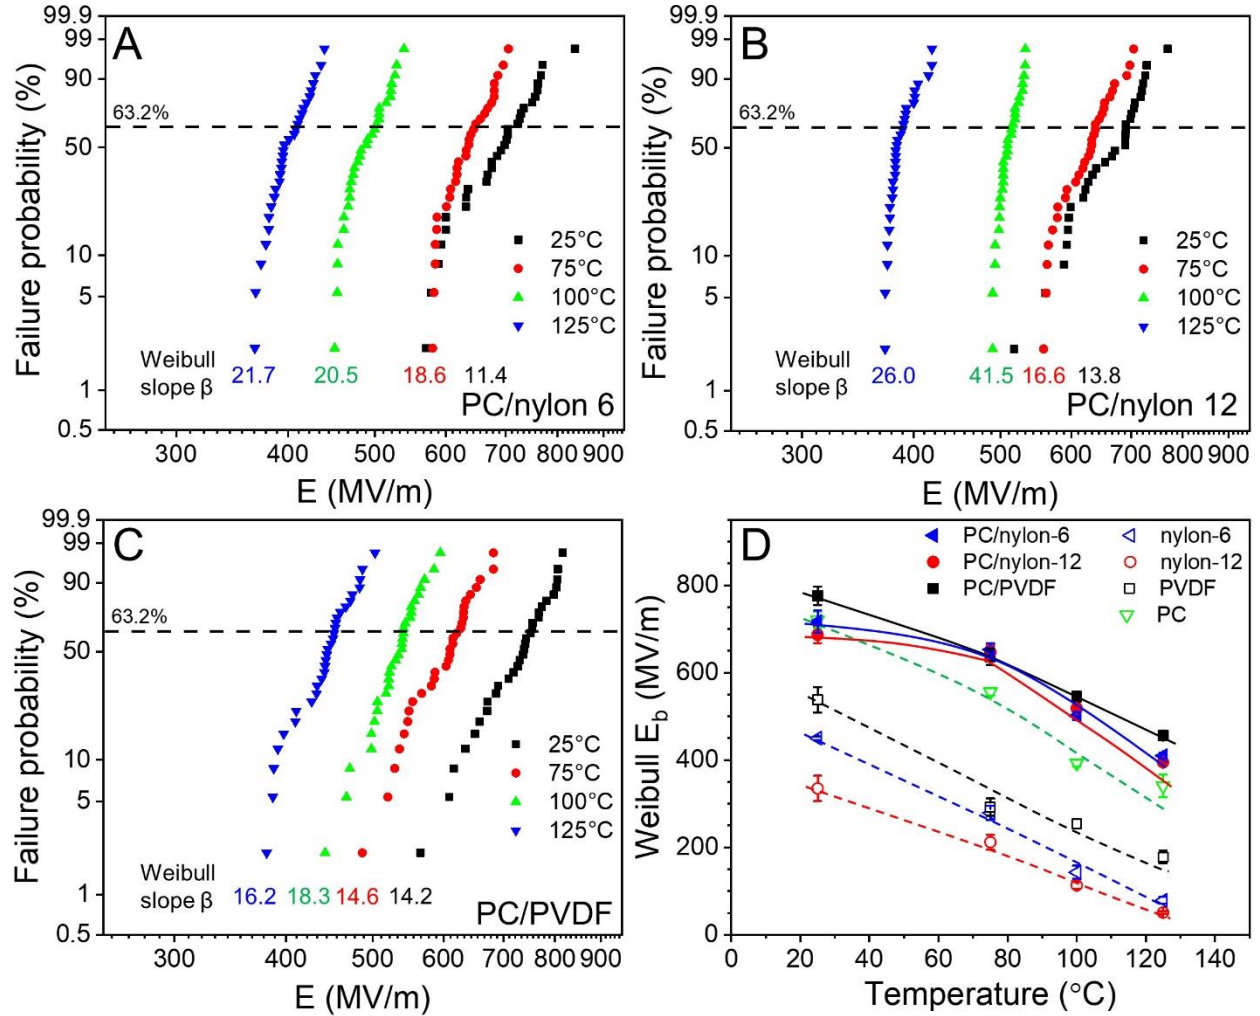 A
Failure probability (%)
99.9
99
90
63.2%
50
10
5
1
0.5
25°C
75°C
100°C
125°C
Weibull
slope β
21.7
20.5
18.6
11.4
PC/nylon 6
300
400
500
600
700
800
900
E (MV/m)
B
Failure probability (%)
99.9
99
90
63.2%
50
10
5
1
0.5
25°C
75°C
100°C
125°C
Weibull
slope β
26.0
41.5
16.6
13.8
PC/nylon 12
300
400
500
600
700
800
900
E (MV/m)
C
Failure probability (%)
99.9
99
90
63.2%
50
10
5
1
0.5
25°C
75°C
100°C
125°C
Weibull
slope β
16.2
18.3
14.6
14.2
PC/PVDF
300
400
500
600
700
800
900
E (MV/m)
D
PC/nylon-6
nylon-6
PC/nylon-12
nylon-12
PC/PVDF
PVDF
PC
Weibull E_b (MV/m)
800
600
400
200
0
0
20
40
60
80
100
120
140
Temperature (°C)